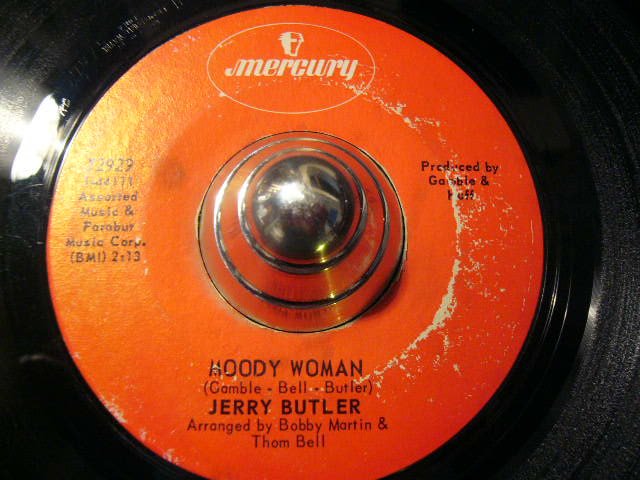 mercury
72929
Assorted
Music &
Parabut
Music Corp.
(BMI) 2:13
Produced by
Gamble &
Huff
MOODY WOMAN
(Gamble - Bell - Butler)
JERRY BUTLER
Arranged by Bobby Martin &
Thom Bell